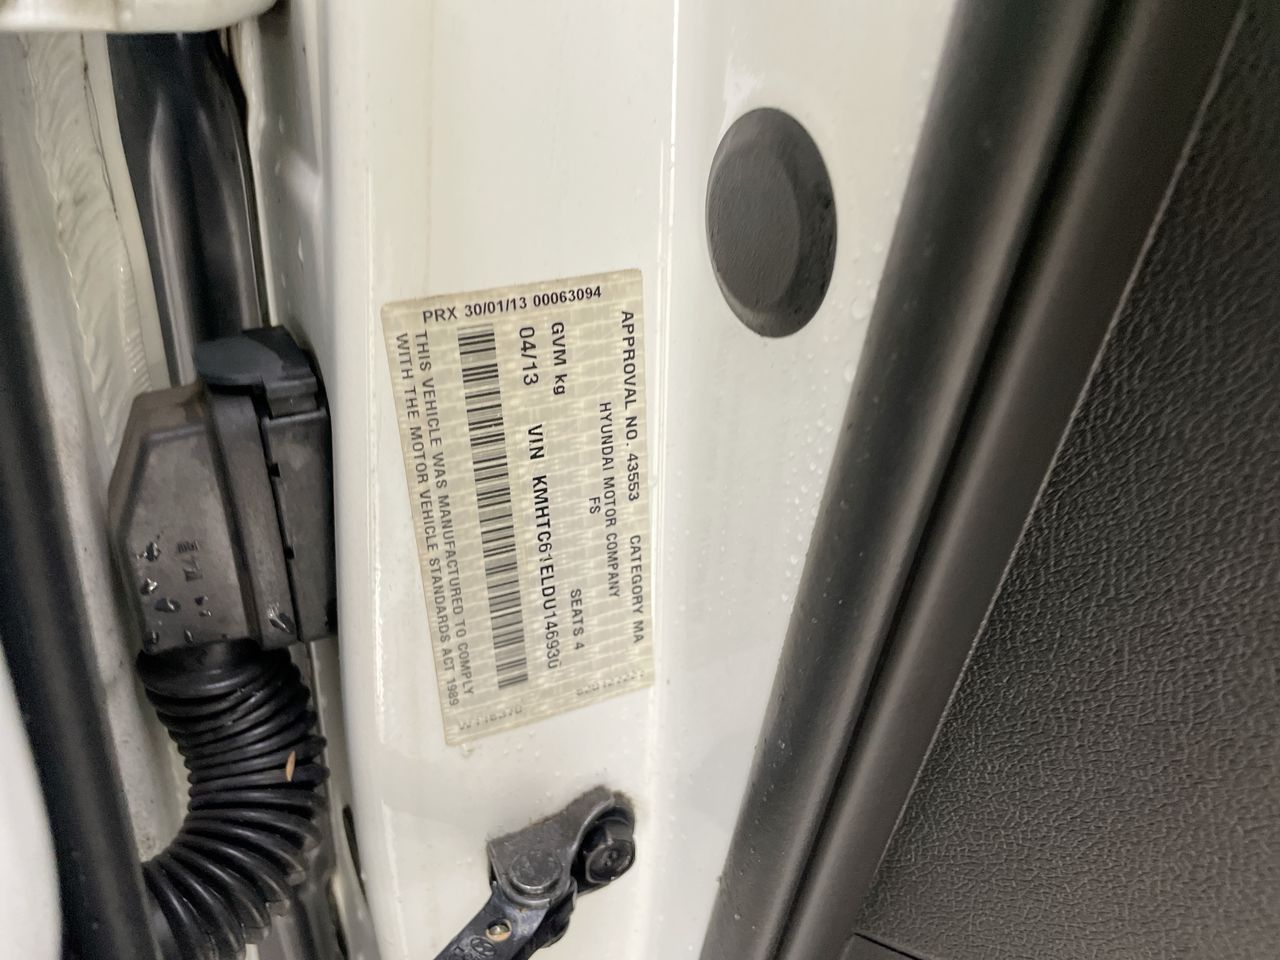 APPROVAL NO. 43553 CATEGORY MA
HYUNDAI MOTOR COMPANY
FS
GVM kg SEATS 4
04/13 VIN KMHTC61ELDU146930
THIS VEHICLE WAS MANUFACTURED TO COMPLY
WITH THE MOTOR VEHICLE STANDARDS ACT 1989
PRX 30/01/13 00063094